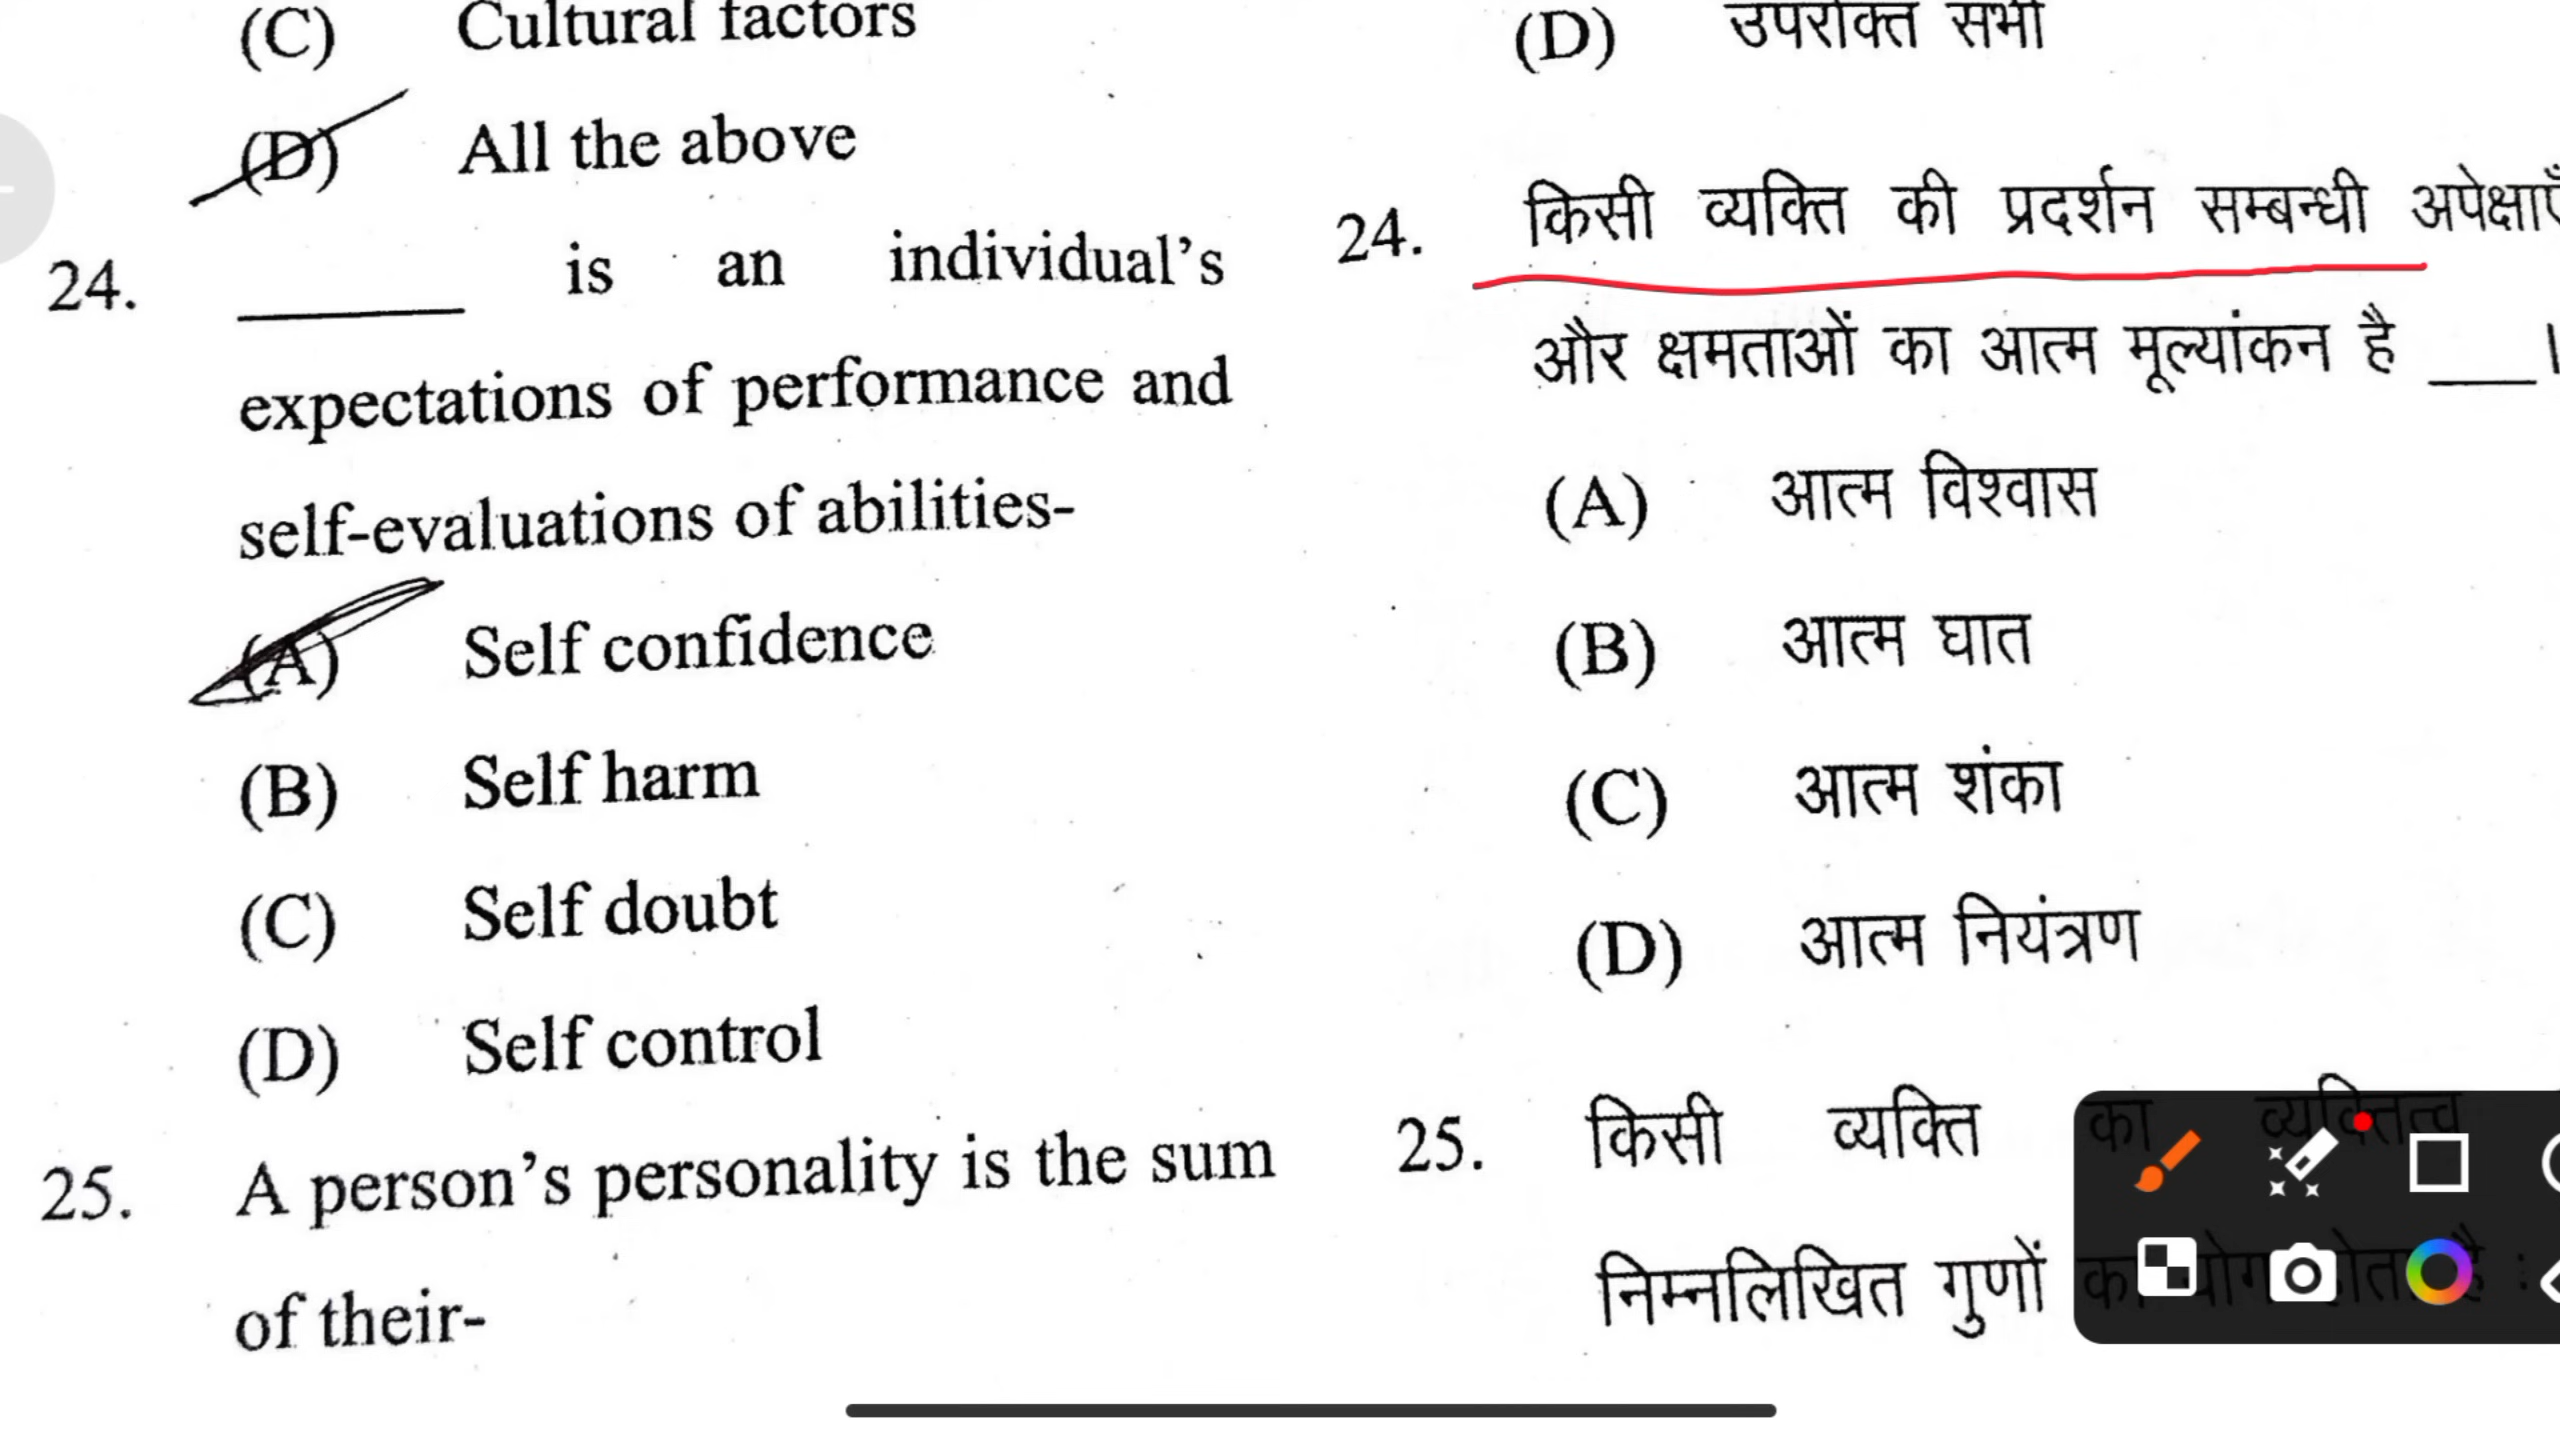 (C) Cultural factors
(D) All the above
24. ______ is an individual's
expectations of performance and
self-evaluations of abilities-
(A) Self confidence
(B) Self harm
(C) Self doubt
(D) Self control
25. A person's personality is the sum
of their-
(D) उपरोक्त सभी
24. किसी व्यक्ति की प्रदर्शन सम्बन्धी अपेक्षाएँ
और क्षमताओं का आत्म मूल्यांकन है ___।
(A) आत्म विश्वास
(B) आत्म घात
(C) आत्म शंका
(D) आत्म नियंत्रण
25. किसी व्यक्ति का व्यक्तित्व
निम्नलिखित गुणों का योग होता है :